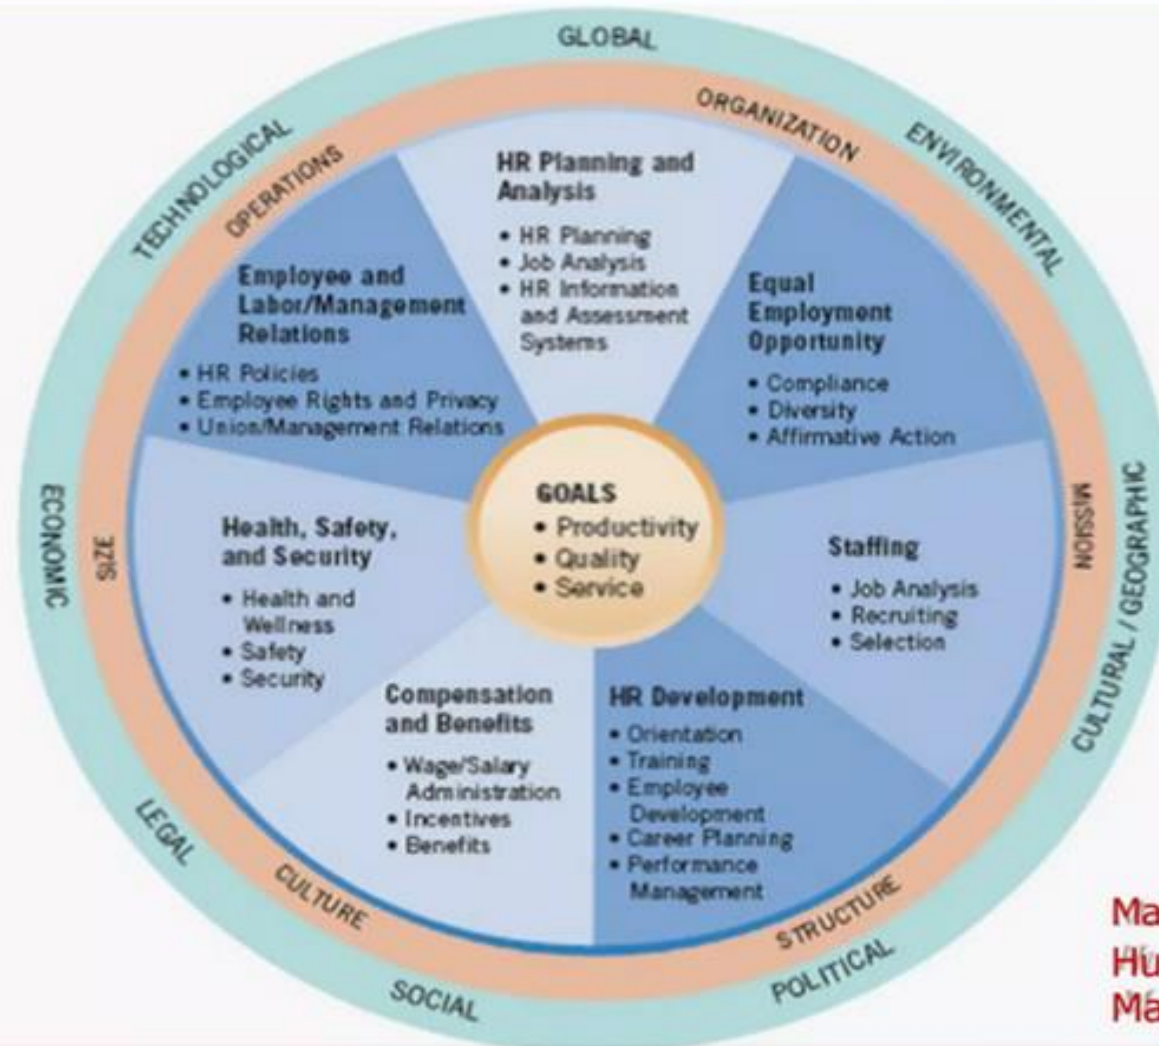 GLOBAL
ORGANIZATION
ENVIRONMENTAL
TECHNOLOGICAL
OPERATIONS
HR Planning and
Analysis
• HR Planning
• Job Analysis
• HR Information
and Assessment
Systems
Employee and
Labor/Management
Relations
• HR Policies
• Employee Rights and Privacy
• Union/Management Relations
Equal
Employment
Opportunity
• Compliance
• Diversity
• Affirmative Action
GOALS
• Productivity
• Quality
• Service
ECONOMIC
SIZE
Health, Safety,
and Security
• Health and
Wellness
• Safety
• Security
Staffing
• Job Analysis
• Recruiting
• Selection
MISSION
CULTURAL / GEOGRAPHIC
Compensation
and Benefits
• Wage/Salary
Administration
• Incentives
• Benefits
HR Development
• Orientation
• Training
• Employee
Development
• Career Planning
• Performance
Management
LEGAL
CULTURE
STRUCTURE
SOCIAL
POLITICAL
Ma
Hu
Ma